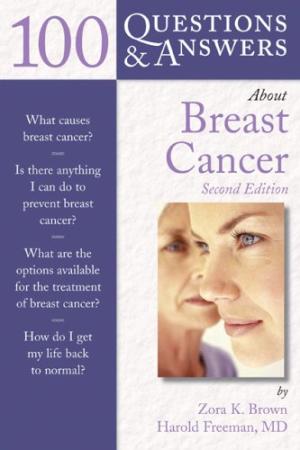 100 Questions
& Answers
About
Breast
Cancer
Second Edition
What causes
breast cancer?
Is there anything
I can do to
prevent breast
cancer?
What are the
options available
for the treatment
of breast cancer?
How do I get
my life back
to normal?
by
Zora K. Brown
Harold Freeman, MD